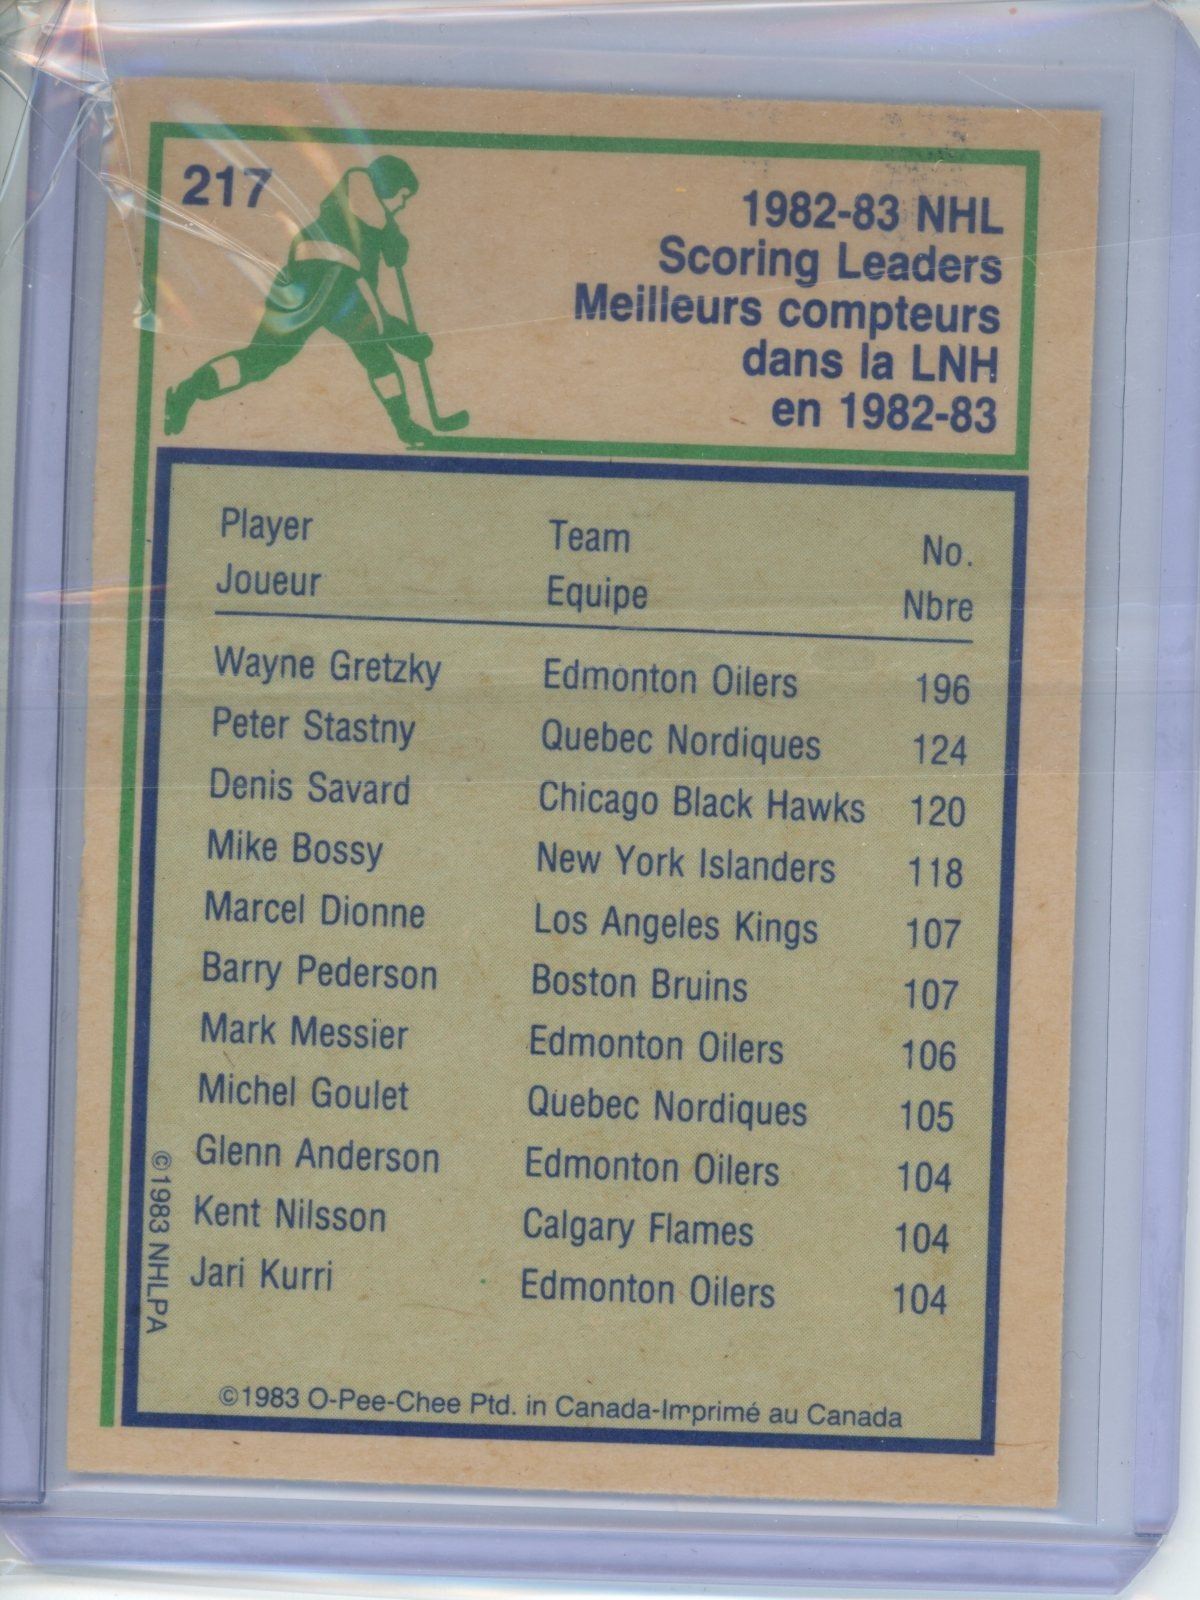 217
1982-83 NHL
Scoring Leaders
Meilleurs compteurs
dans la LNH
en 1982-83
Player Team No.
Joueur Equipe Nbre
Wayne Gretzky Edmonton Oilers 196
Peter Stastny Quebec Nordiques 124
Denis Savard Chicago Black Hawks 120
Mike Bossy New York Islanders 118
Marcel Dionne Los Angeles Kings 107
Barry Pederson Boston Bruins 107
Mark Messier Edmonton Oilers 106
Michel Goulet Quebec Nordiques 105
Glenn Anderson Edmonton Oilers 104
Kent Nilsson Calgary Flames 104
Jari Kurri Edmonton Oilers 104
©1983 NHLPA
©1983 O-Pee-Chee Ptd. in Canada-Imprimé au Canada